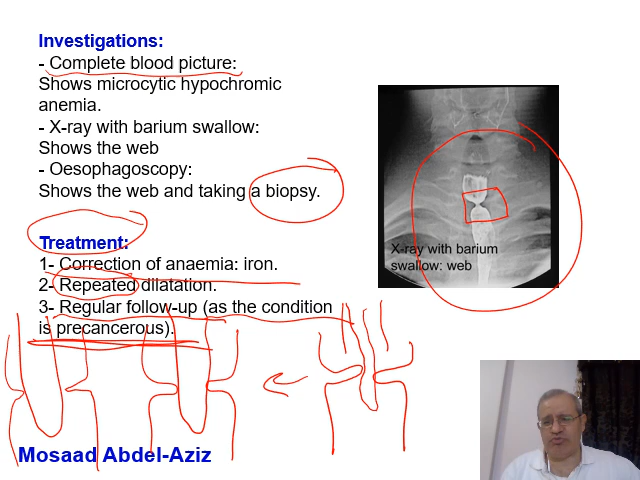 Investigations:
- Complete blood picture:
Shows microcytic hypochromic
anemia.
- X-ray with barium swallow:
Shows the web
- Oesophagoscopy:
Shows the web and taking a biopsy.
Treatment:
1- Correction of anaemia: iron.
2- Repeated dilatation.
3- Regular follow-up (as the condition
is precancerous).
X-ray with barium
swallow: web
Mosaad Abdel-Aziz